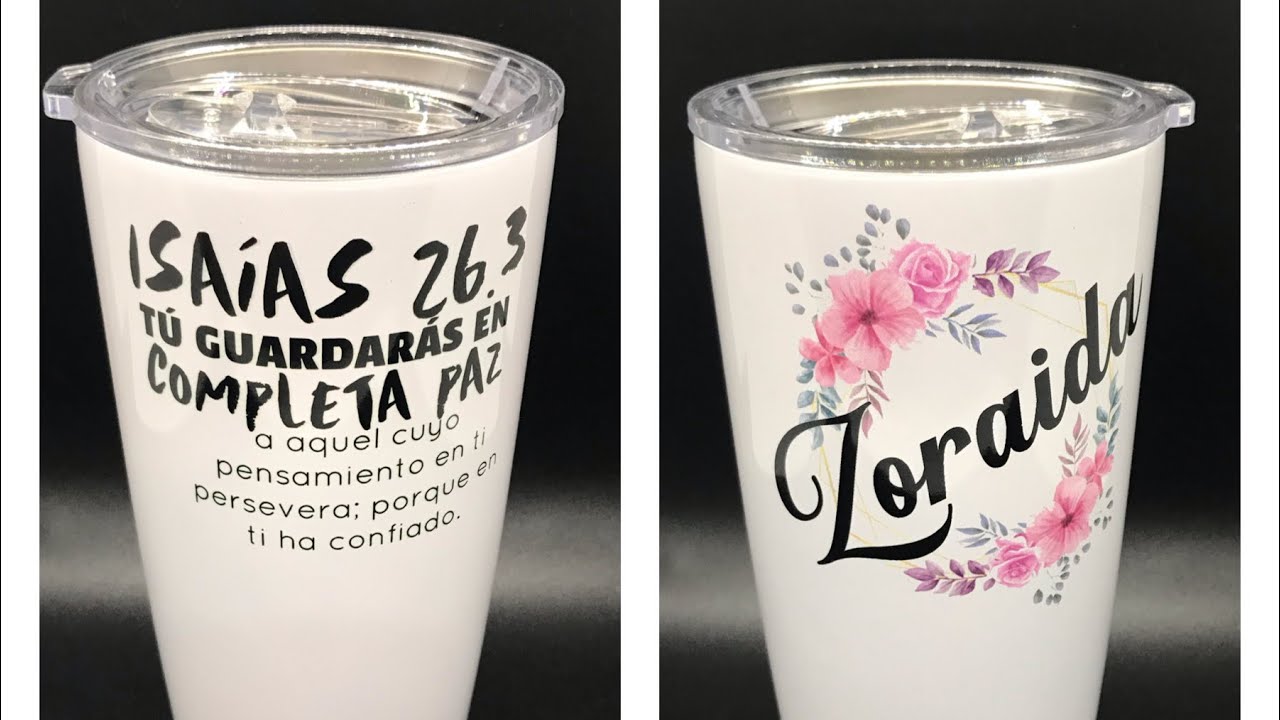 ISAÍAS 26.3
TÚ GUARDARÁS EN
COMPLETA PAZ
a aquel cuyo
pensamiento en ti
persevera; porque en
ti ha confiado.
Zoraida